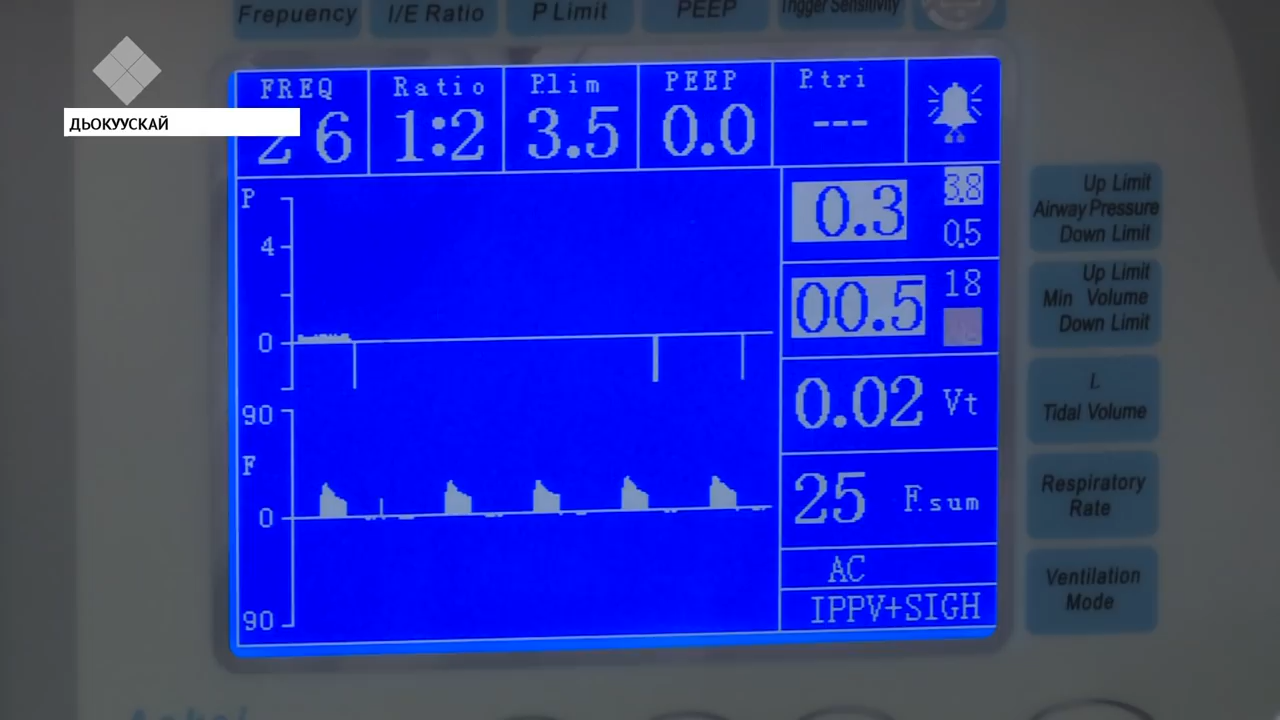 Frepuency I/E Ratio P Limit PEEP Trigger Sensitivity
ДЬОКУУСКАЙ
FREQ Ratio P.lim PEEP P.tri
26 1:2 3.5 0.0 ---
P
4
0
90
F
0
90
0.3 3.8
0.5
00.5 18
0.02 Vt
25 F.sum
AC
IPPV+SIGH
Up Limit
Airway Pressure
Down Limit
Up Limit
Min Volume
Down Limit
L
Tidal Volume
Respiratory
Rate
Ventilation
Mode